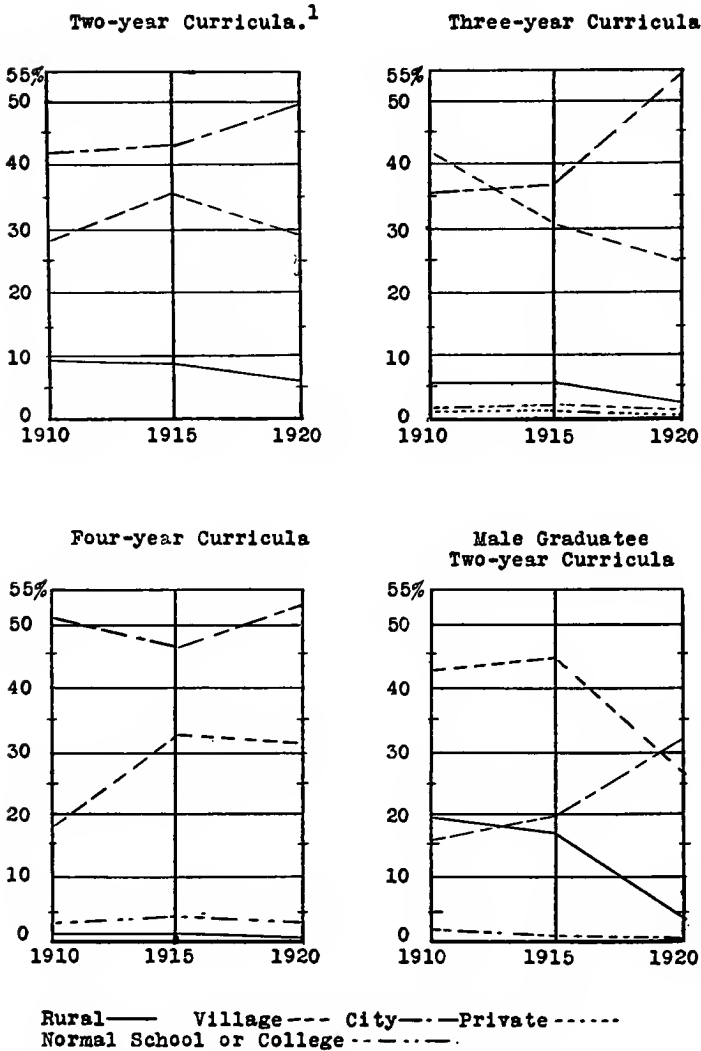 Two-year Curricula.1
Three-year Curricula
55%
50
40
30
20
10
0
1910 1915 1920
55%
50
40
30
20
10
0
1910 1915 1920
Four-year Curricula
Male Graduatee
Two-year Curricula
55%
50
40
30
20
10
0
1910 1915 1920
55%
50
40
30
20
10
0
1910 1915 1920
Rural Village City Private
Normal School or College